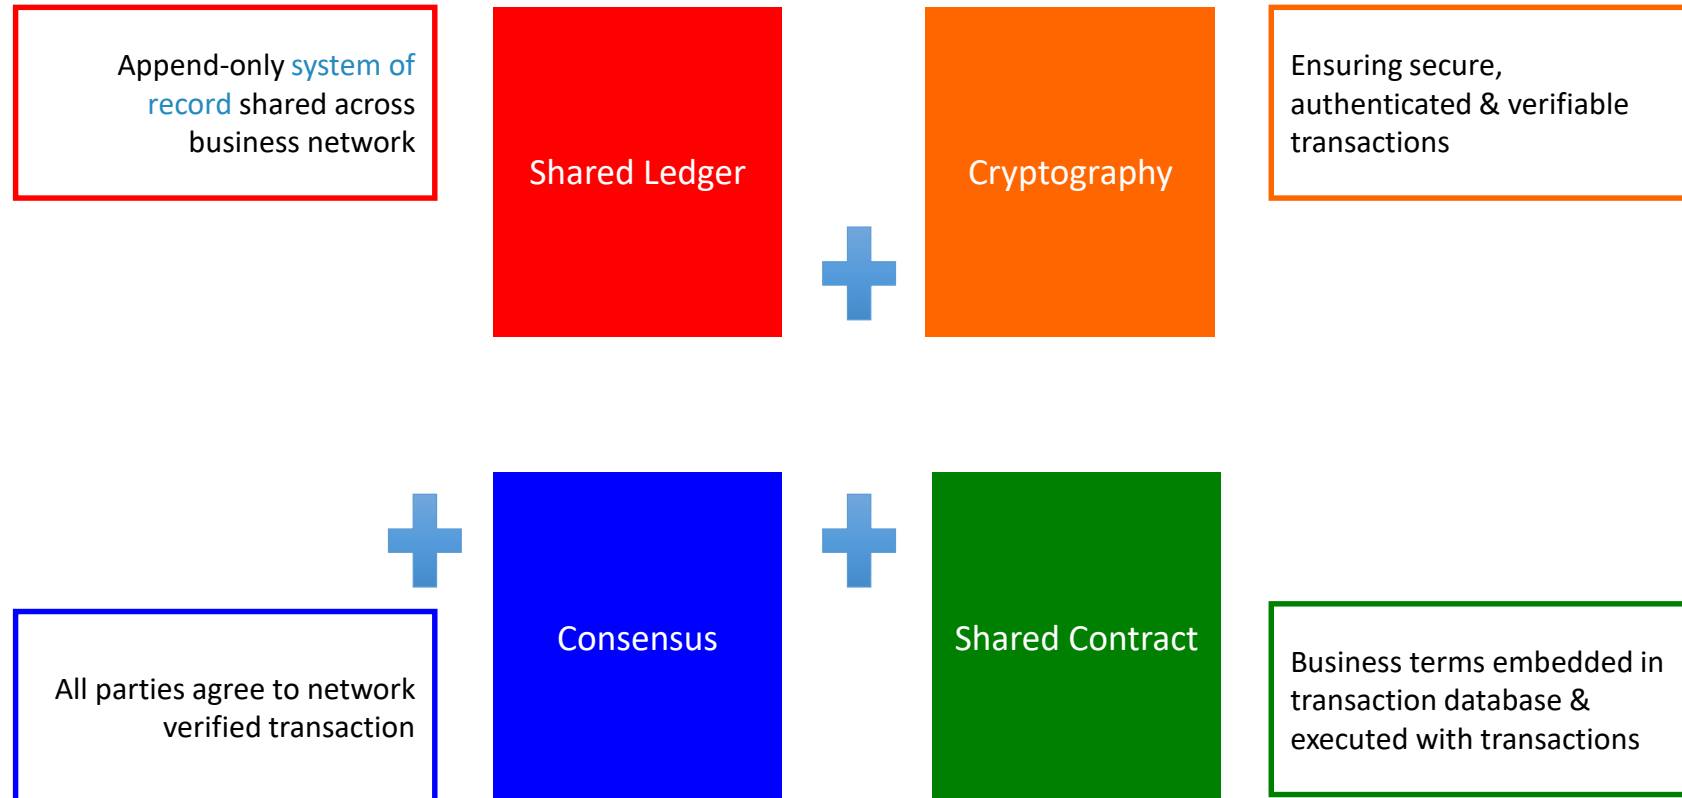 Append-only system of
record shared across
business network
Shared Ledger
Cryptography
Ensuring secure,
authenticated & verifiable
transactions
All parties agree to network
verified transaction
Consensus
Shared Contract
Business terms embedded in
transaction database &
executed with transactions